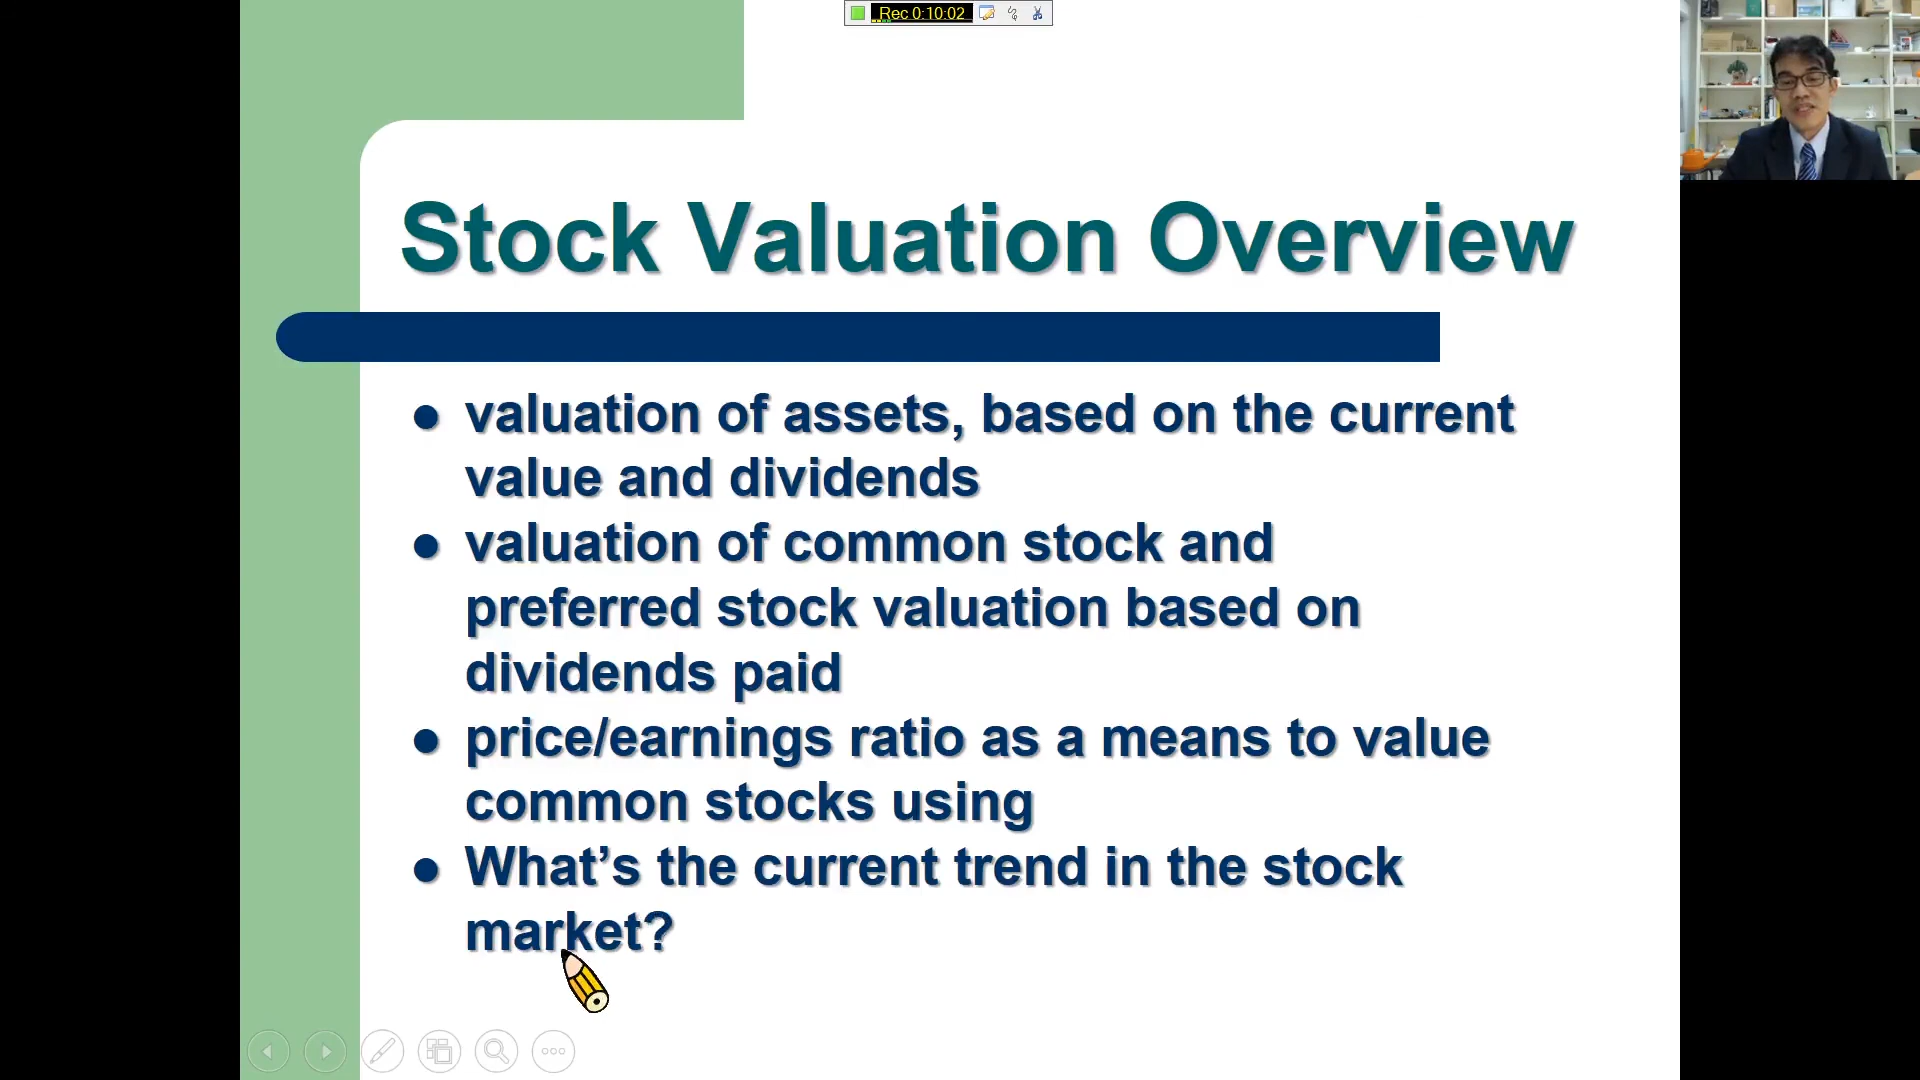 Rec 0:10:02
Stock Valuation Overview
valuation of assets, based on the current
value and dividends
valuation of common stock and
preferred stock valuation based on
dividends paid
price/earnings ratio as a means to value
common stocks using
What’s the current trend in the stock
market?